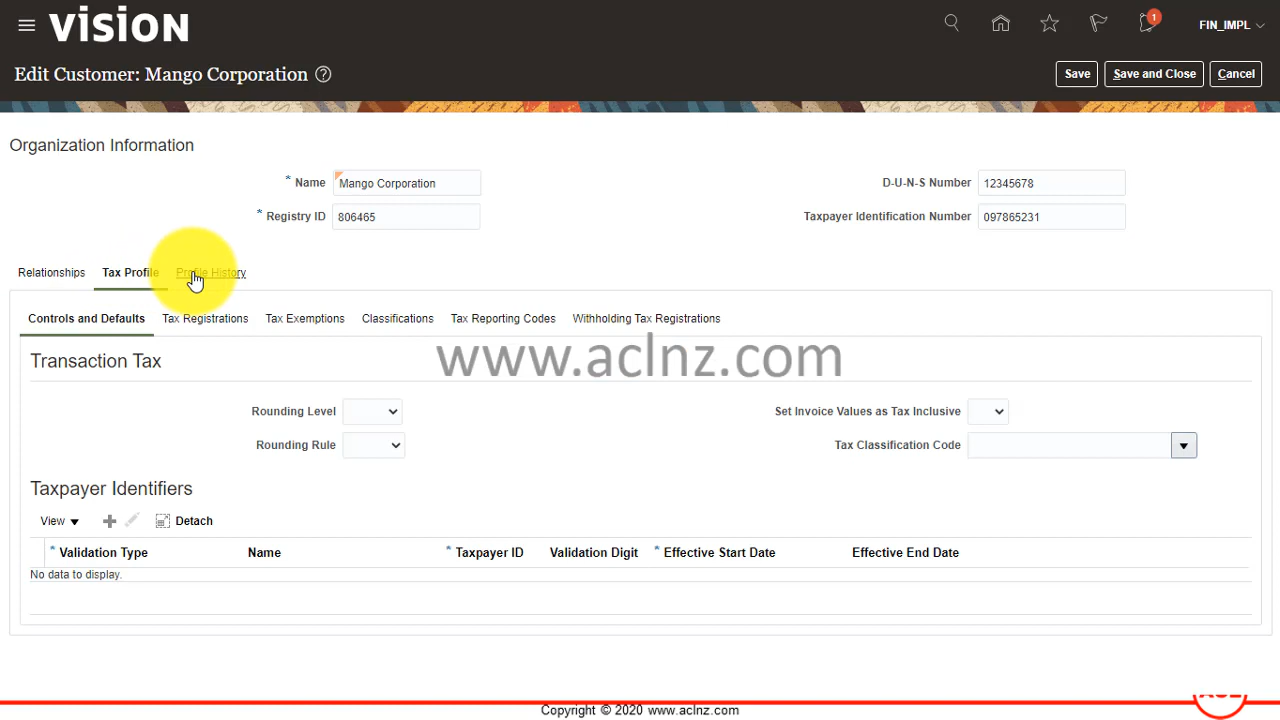 vision
1
FIN_IMPL
Edit Customer: Mango Corporation
Save
Save and Close
Cancel
Organization Information
* Name Mango Corporation
D-U-N-S Number 12345678
* Registry ID 806465
Taxpayer Identification Number 097865231
Relationships Tax Profile Profile History
Controls and Defaults Tax Registrations Tax Exemptions Classifications Tax Reporting Codes Withholding Tax Registrations
Transaction Tax
www.aclnz.com
Rounding Level
Set Invoice Values as Tax Inclusive
Rounding Rule
Tax Classification Code
Taxpayer Identifiers
View Detach
* Validation Type Name * Taxpayer ID Validation Digit * Effective Start Date Effective End Date
No data to display.
Copyright © 2020 www.aclnz.com